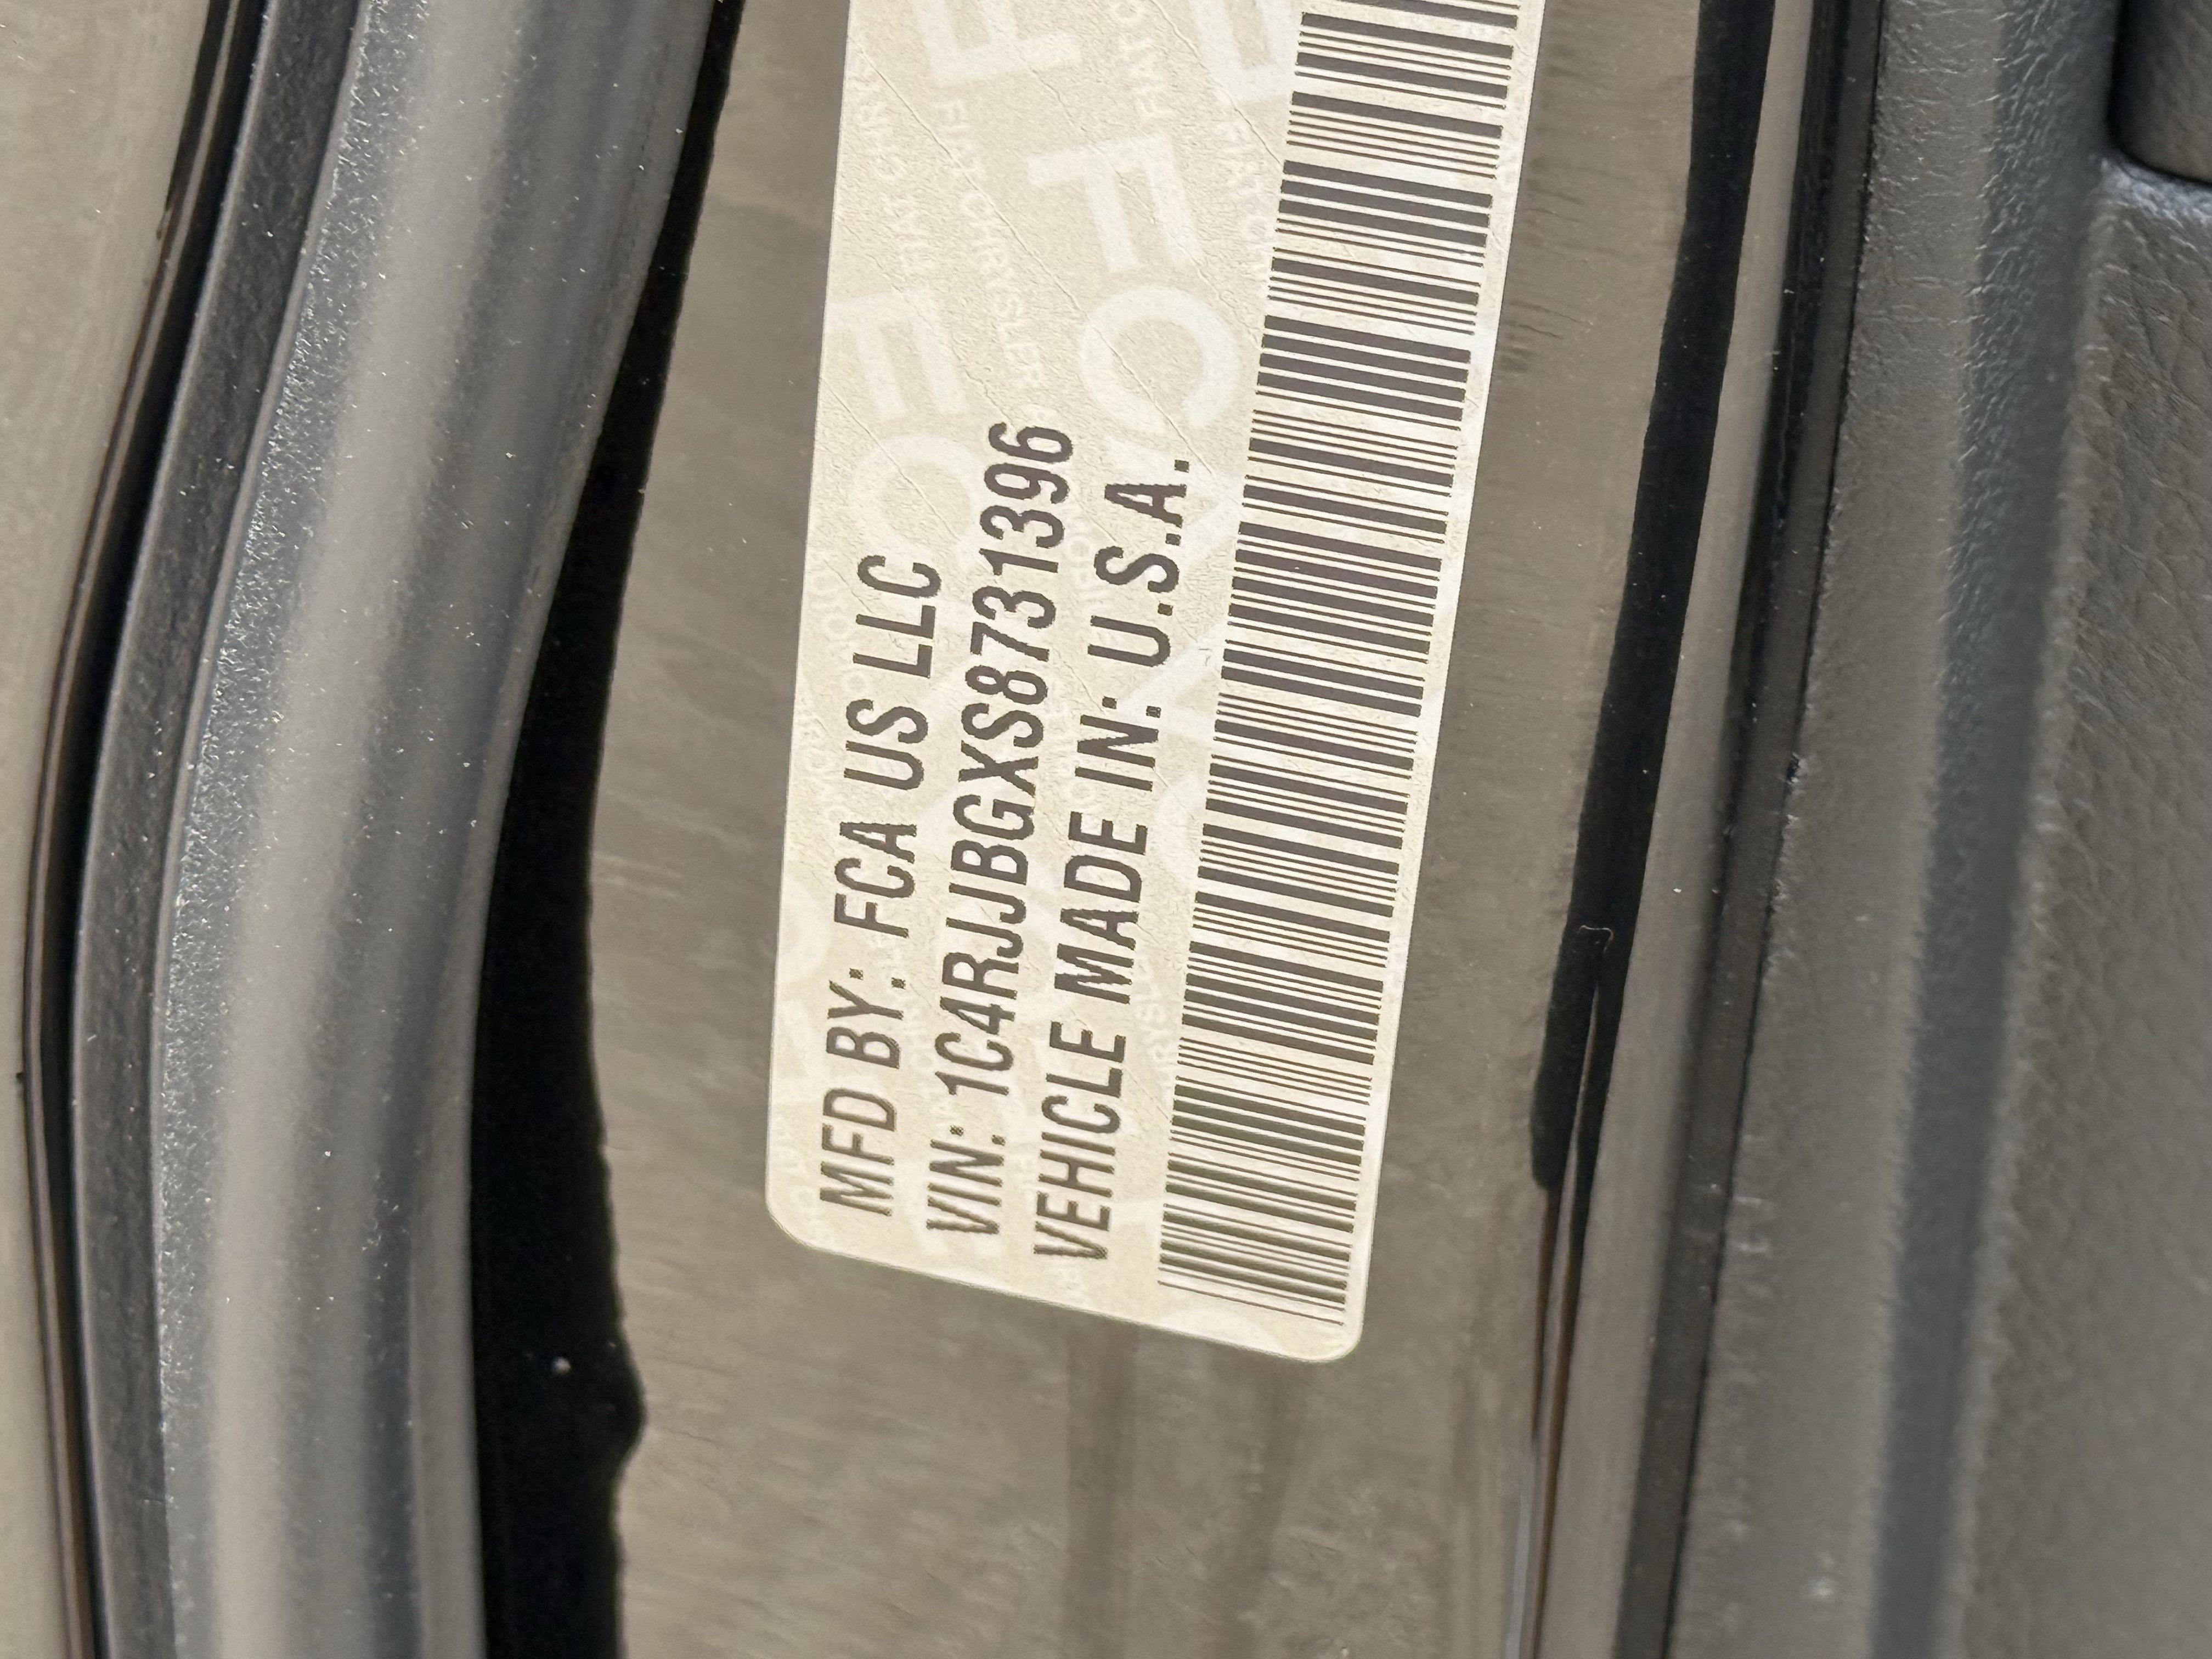 MFD BY: FCA US LLC
VIN: 1C4RJJBGXS8731396
VEHICLE MADE IN: U.S.A.